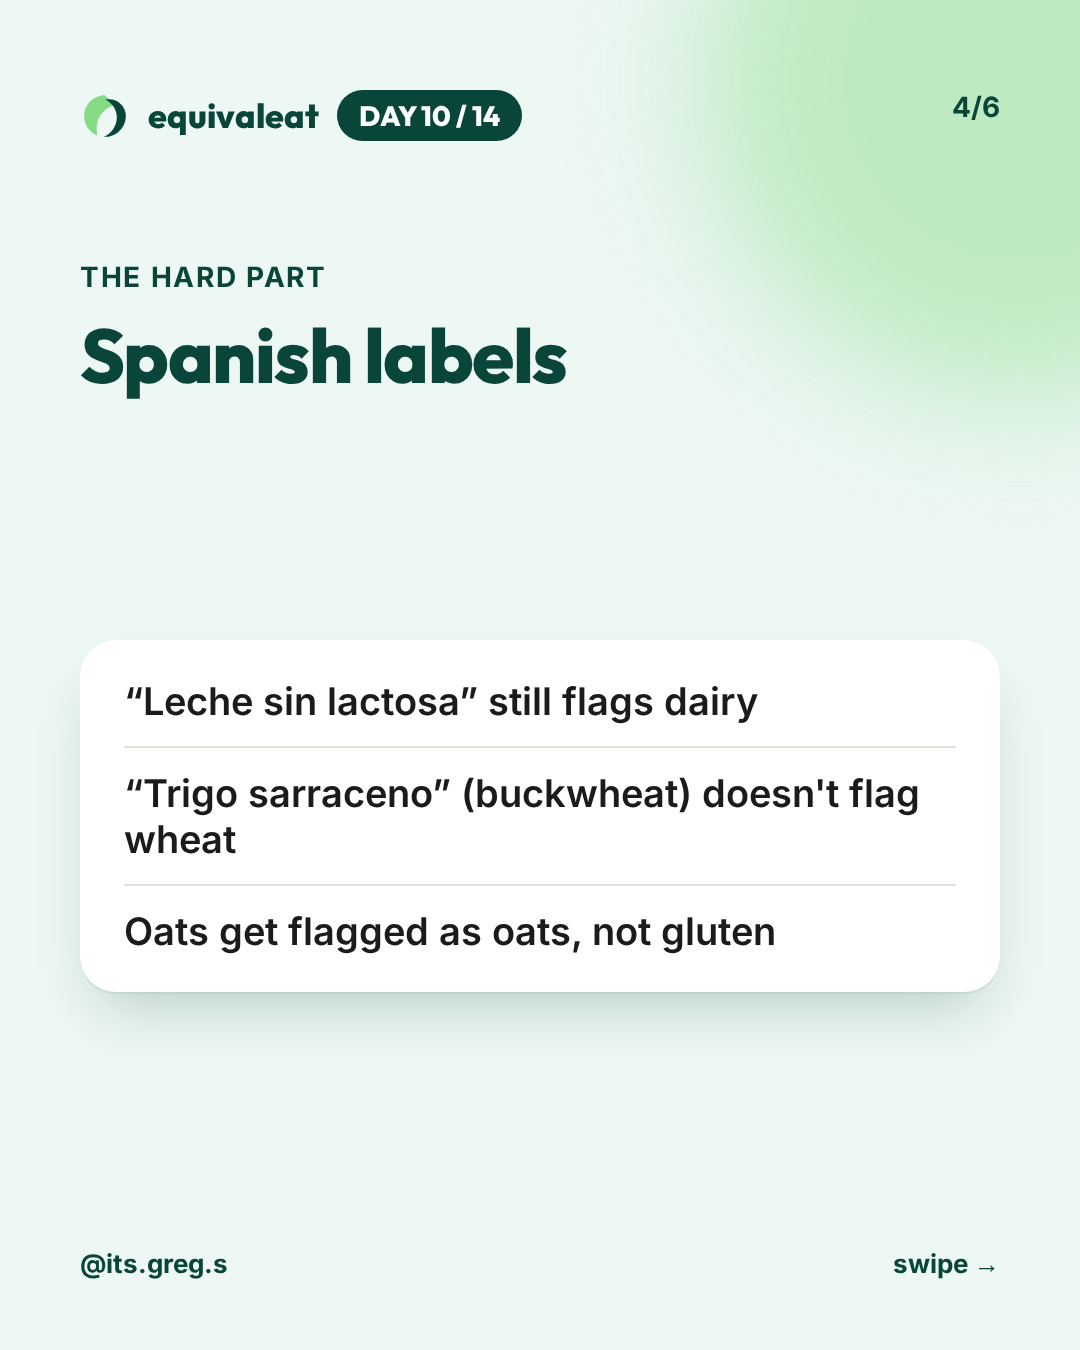 equivaleat
DAY 10 / 14
4/6
THE HARD PART
Spanish labels
“Leche sin lactosa” still flags dairy
“Trigo sarraceno” (buckwheat) doesn't flag
wheat
Oats get flagged as oats, not gluten
@its.greg.s
swipe →